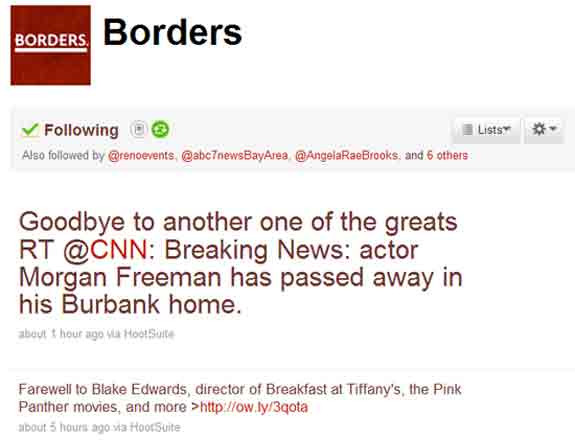 BORDERS.
Borders
Following
Lists
Also followed by @renoevents, @abc7newsBayArea, @AngelaRaeBrooks, and 6 others
Goodbye to another one of the greats
RT @CNN: Breaking News: actor
Morgan Freeman has passed away in
his Burbank home.
about 1 hour ago via HootSuite
Farewell to Blake Edwards, director of Breakfast at Tiffany's, the Pink
Panther movies, and more >http://ow.ly/3qota
about 5 hours ago via HootSuite